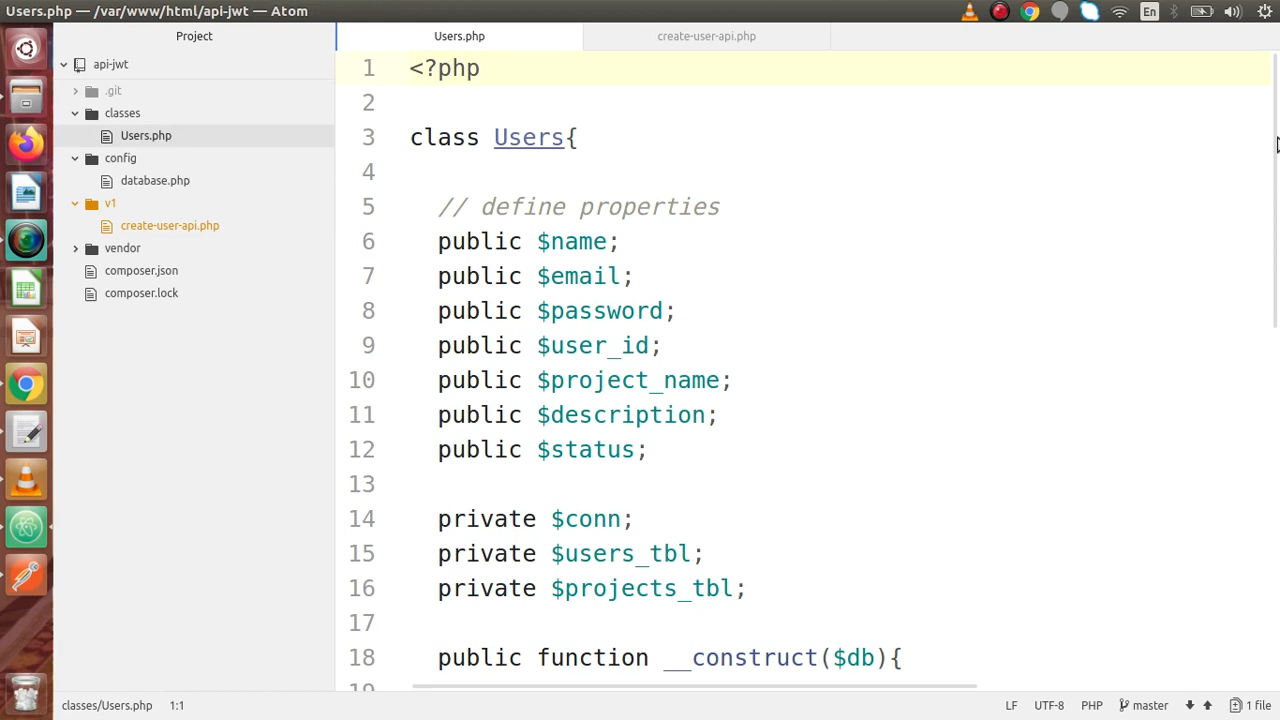 Users.php — /var/www/html/api-jwt — Atom
En
Project
Users.php
create-user-api.php
api-jwt
.git
classes
Users.php
config
database.php
v1
create-user-api.php
vendor
composer.json
composer.lock
1 <?php
2
3 class Users{
4
5 // define properties
6 public $name;
7 public $email;
8 public $password;
9 public $user_id;
10 public $project_name;
11 public $description;
12 public $status;
13
14 private $conn;
15 private $users_tbl;
16 private $projects_tbl;
17
18 public function __construct($db){
19
classes/Users.php 1:1
LF UTF-8 PHP master 1 file